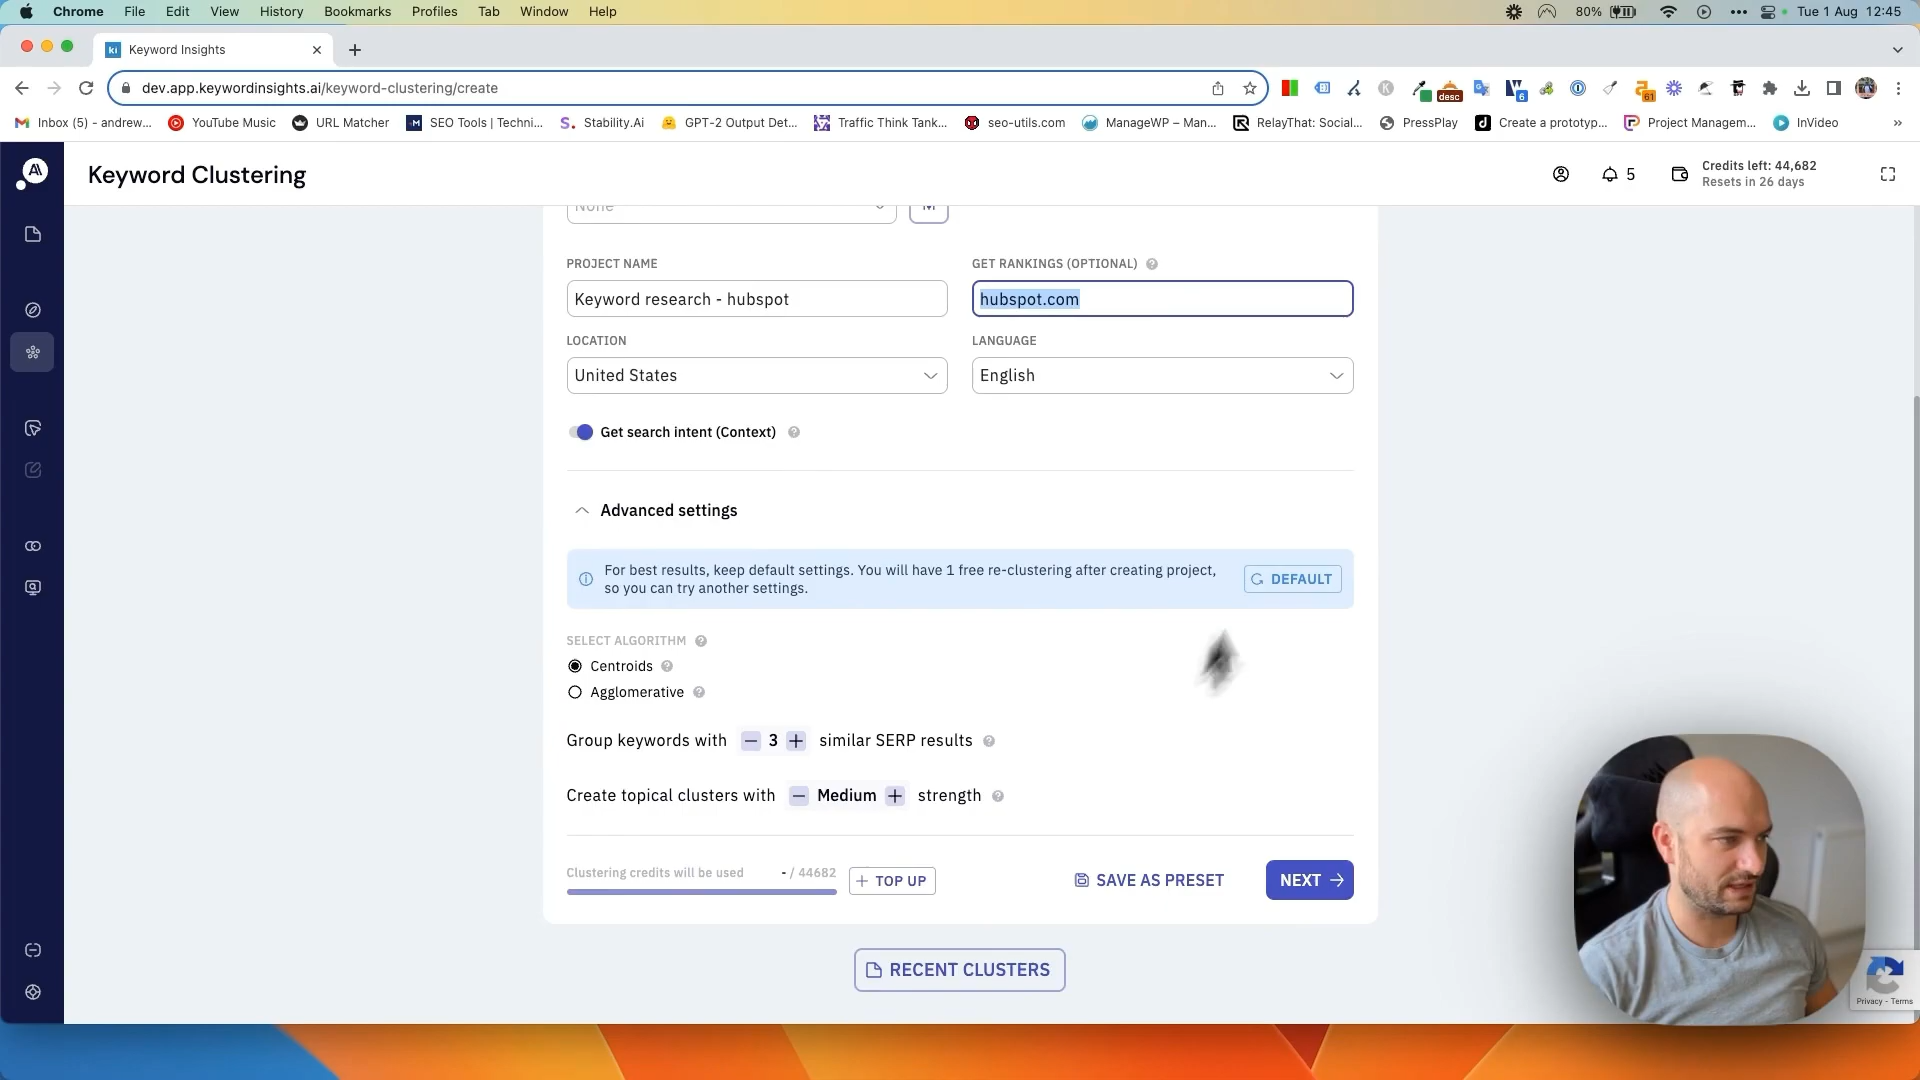 Chrome File Edit View History Bookmarks Profiles Tab Window Help 80% Tue 1 Aug 12:45
ki Keyword Insights
dev.app.keywordinsights.ai/keyword-clustering/create desc 6 61
Inbox (5) - andrew... YouTube Music URL Matcher SEO Tools | Techni... Stability.Ai GPT-2 Output Det... Traffic Think Tank... seo-utils.com ManageWP – Man... RelayThat: Social... PressPlay Create a prototyp... Project Managem... InVideo
Keyword Clustering
5
Credits left: 44,682
Resets in 26 days
None
PROJECT NAME
GET RANKINGS (OPTIONAL)
Keyword research - hubspot
hubspot.com
LOCATION
LANGUAGE
United States
English
Get search intent (Context)
Advanced settings
For best results, keep default settings. You will have 1 free re-clustering after creating project,
so you can try another settings.
DEFAULT
SELECT ALGORITHM
Centroids
Agglomerative
Group keywords with 3 similar SERP results
Create topical clusters with Medium strength
Clustering credits will be used - / 44682
TOP UP
SAVE AS PRESET
NEXT
RECENT CLUSTERS
Privacy - Terms